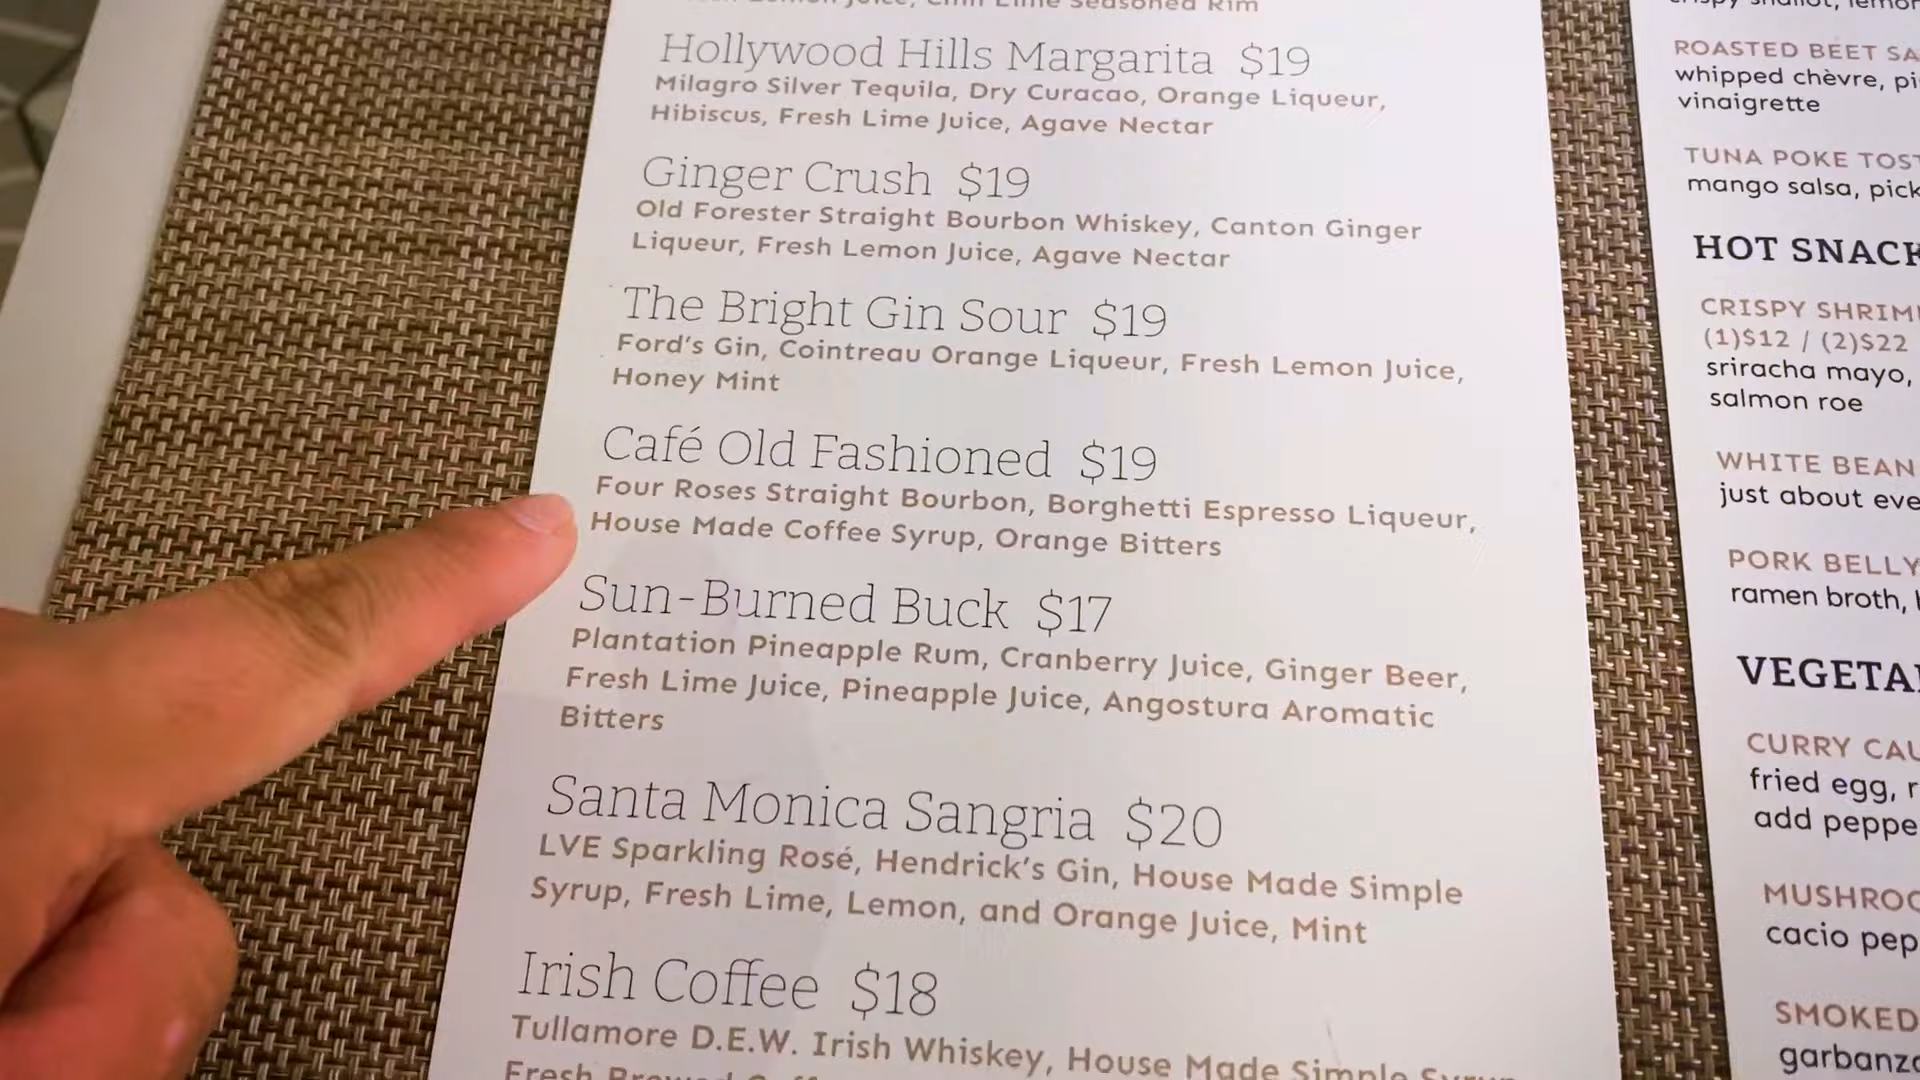 Lime Seasoned Rim
Hollywood Hills Margarita $19
Milagro Silver Tequila, Dry Curacao, Orange Liqueur,
Hibiscus, Fresh Lime Juice, Agave Nectar
Ginger Crush $19
Old Forester Straight Bourbon Whiskey, Canton Ginger
Liqueur, Fresh Lemon Juice, Agave Nectar
The Bright Gin Sour $19
Ford's Gin, Cointreau Orange Liqueur, Fresh Lemon Juice,
Honey Mint
Café Old Fashioned $19
Four Roses Straight Bourbon, Borghetti Espresso Liqueur,
House Made Coffee Syrup, Orange Bitters
Sun-Burned Buck $17
Plantation Pineapple Rum, Cranberry Juice, Ginger Beer,
Fresh Lime Juice, Pineapple Juice, Angostura Aromatic
Bitters
Santa Monica Sangria $20
LVE Sparkling Rosé, Hendrick's Gin, House Made Simple
Syrup, Fresh Lime, Lemon, and Orange Juice, Mint
Irish Coffee $18
Tullamore D.E.W. Irish Whiskey, House Made Simple Syrup
Fresh
ROASTED BEET
whipped chèvre,
vinaigrette
TUNA POKE
mango salsa,
HOT
CRISPY
(1)$12 / (2)$22
sriracha mayo,
salmon roe
WHITE BEAN
just about
PORK BELLY
ramen broth,
CURRY
fried egg,
add
cacio
SMOKED